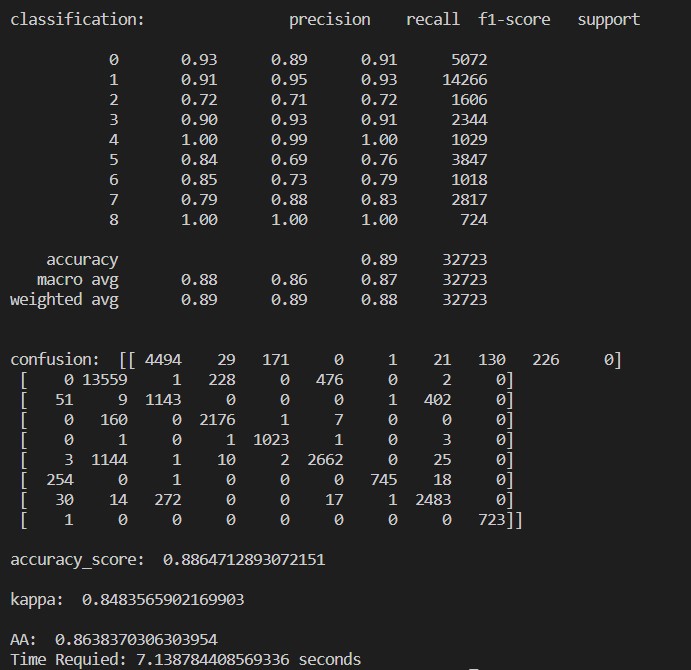 classification:               precision    recall  f1-score   support

           0       0.93      0.89      0.91      5072
           1       0.91      0.95      0.93     14266
           2       0.72      0.71      0.72      1606
           3       0.90      0.93      0.91      2344
           4       1.00      0.99      1.00      1029
           5       0.84      0.69      0.76      3847
           6       0.85      0.73      0.79      1018
           7       0.79      0.88      0.83      2817
           8       1.00      1.00      1.00       724

    accuracy                           0.89     32723
   macro avg       0.88      0.86      0.87     32723
weighted avg       0.89      0.89      0.88     32723

confusion:  [[ 4494    29   171     0     1    21   130   226     0]
 [    0 13559     1   228     0   476     0     2     0]
 [   51     9  1143     0     0     0     1   402     0]
 [    0   160     0  2176     1     7     0     0     0]
 [    0     1     0     1  1023     1     0     3     0]
 [    3  1144     1    10     2  2662     0    25     0]
 [  254     0     1     0     0     0   745    18     0]
 [   30    14   272     0     0    17     1  2483     0]
 [    1     0     0     0     0     0     0     0   723]]

accuracy_score:  0.8864712893072151

kappa:  0.8483565902169903

AA:  0.8638370306303954
Time Requied: 7.138784408569336 seconds